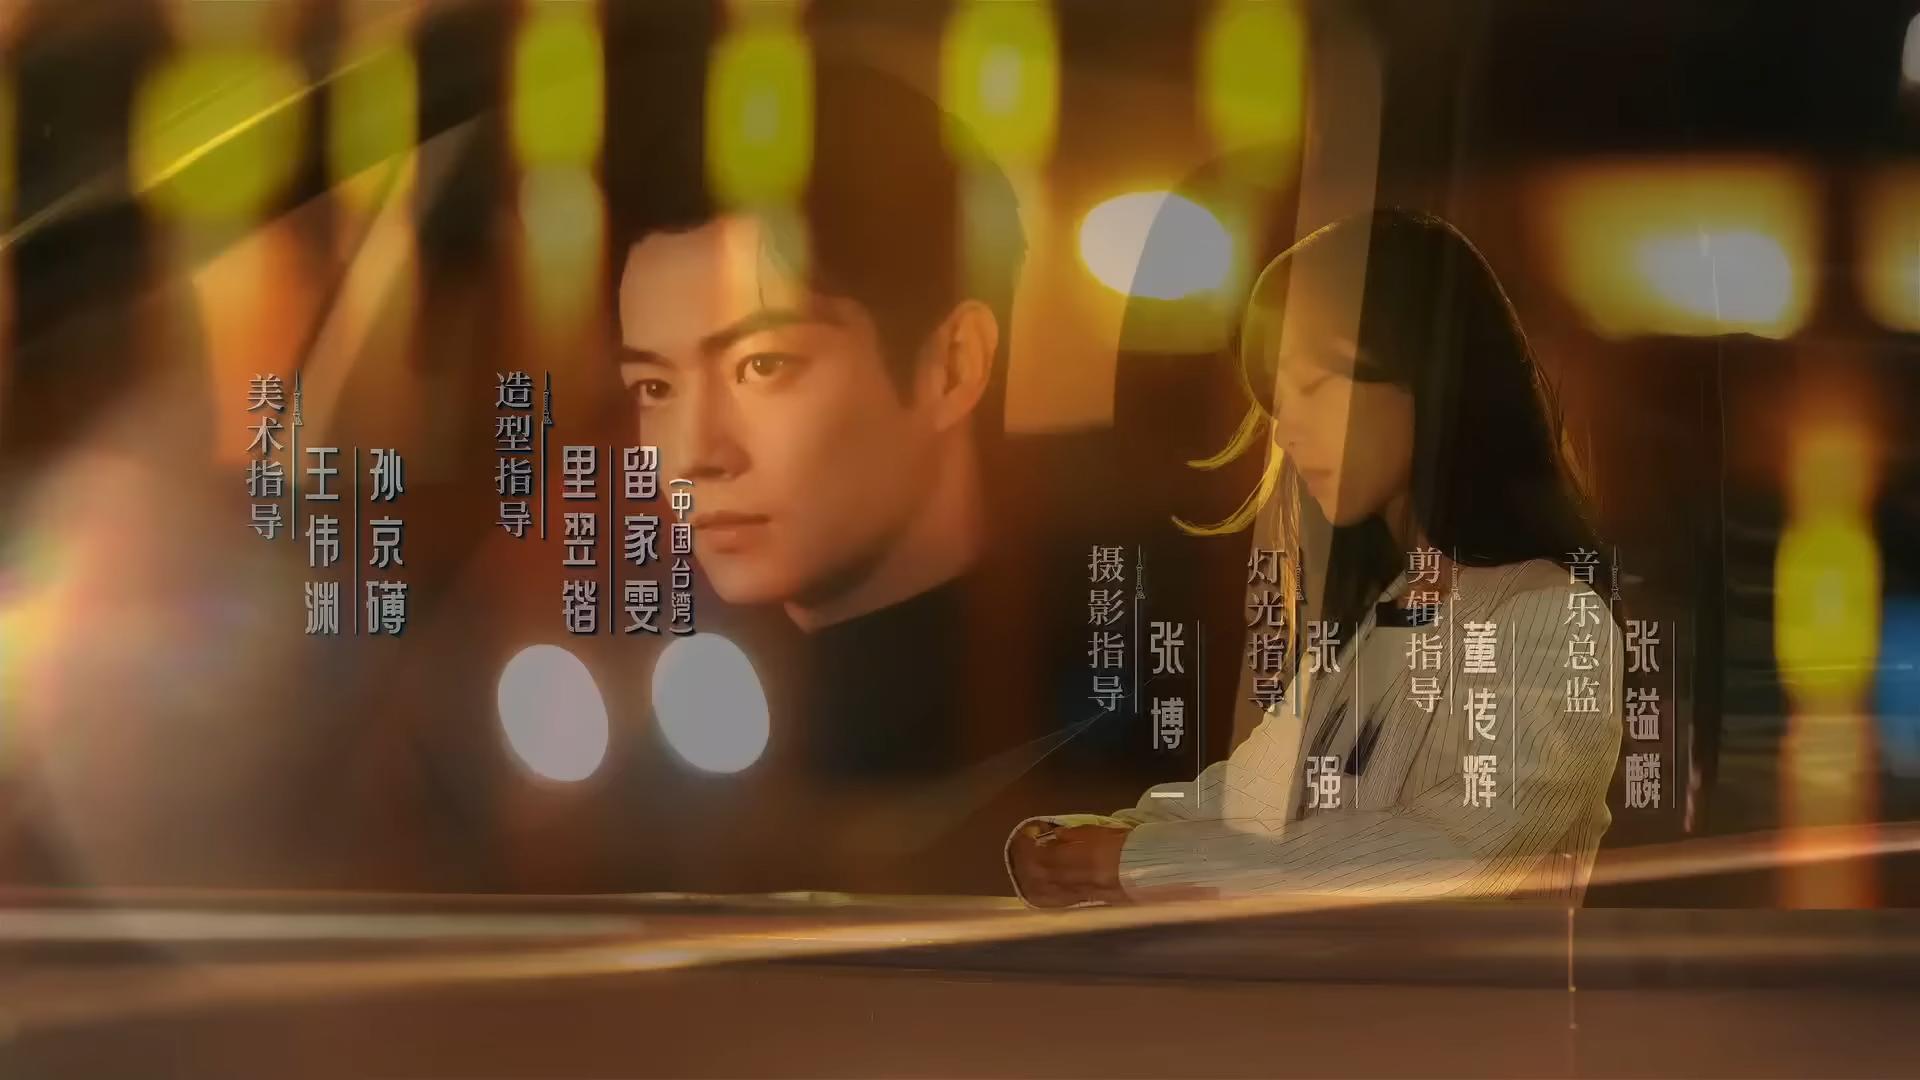 美术指导
王伟渊
孙京礴
造型指导
里翌锴
留家雯
(中国台湾)
摄影指导
张博一
灯光指导
张强
剪辑指导
董传辉
音乐总监
张镒麟